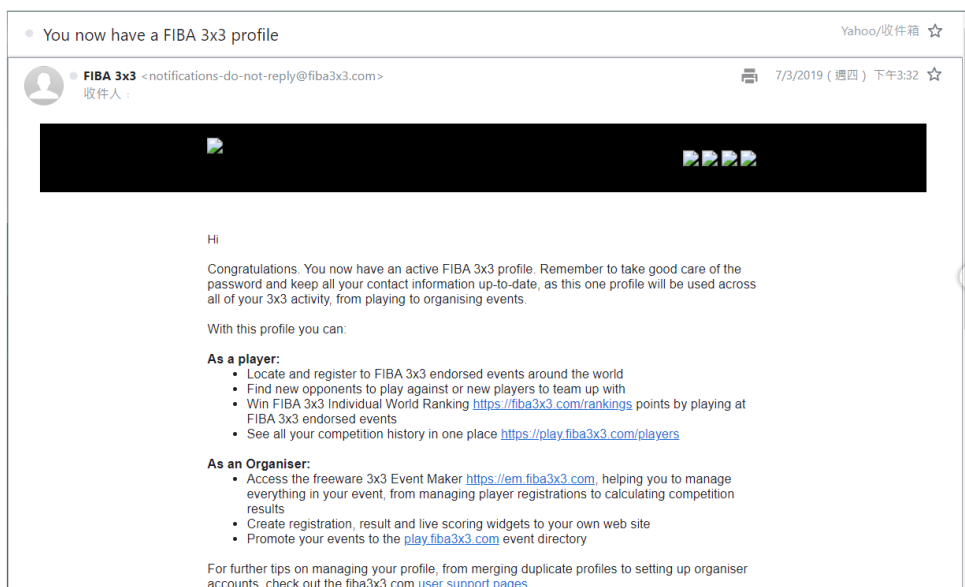 You now have a FIBA 3x3 profile
Yahoo/收件箱
FIBA 3x3 <notifications-do-not-reply@fiba3x3.com>
7/3/2019 ( 週四 ) 下午3:32
收件人 :
Hi
Congratulations. You now have an active FIBA 3x3 profile. Remember to take good care of the
password and keep all your contact information up-to-date, as this one profile will be used across
all of your 3x3 activity, from playing to organising events.
With this profile you can:
As a player:
• Locate and register to FIBA 3x3 endorsed events around the world
• Find new opponents to play against or new players to team up with
• Win FIBA 3x3 Individual World Ranking https://fiba3x3.com/rankings points by playing at
FIBA 3x3 endorsed events
• See all your competition history in one place https://play.fiba3x3.com/players
As an Organiser:
• Access the freeware 3x3 Event Maker https://em.fiba3x3.com, helping you to manage
everything in your event, from managing player registrations to calculating competition
results
• Create registration, result and live scoring widgets to your own web site
• Promote your events to the play.fiba3x3.com event directory
For further tips on managing your profile, from merging duplicate profiles to setting up organiser
accounts, check out the fiba3x3.com user support pages